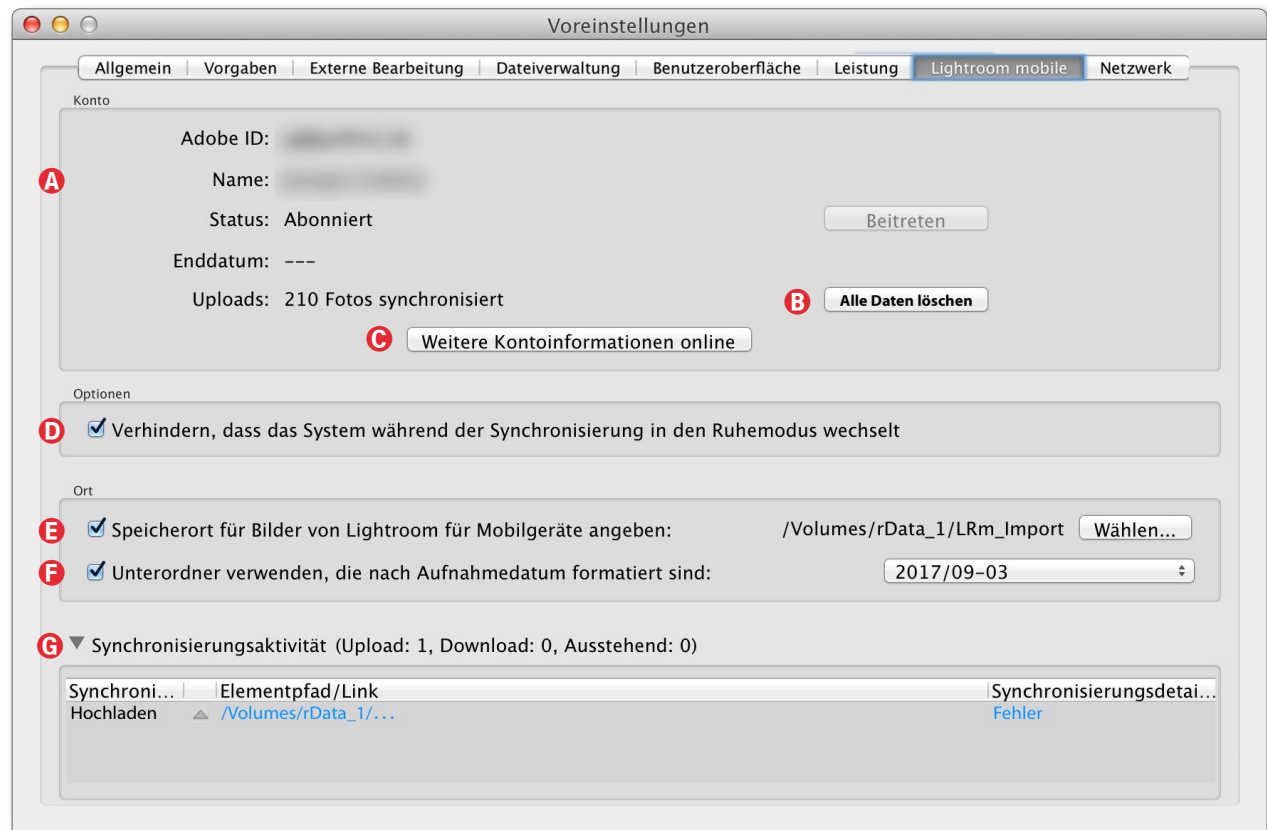 Voreinstellungen
Allgemein Vorgaben Externe Bearbeitung Dateiverwaltung Benutzeroberfläche Leistung Lightroom mobile Netzwerk
Konto
Adobe ID:
A
Name:
Status: Abonniert Beitreten
Enddatum: ---
Uploads: 210 Fotos synchronisiert B Alle Daten löschen
C Weitere Kontoinformationen online
Optionen
D Verhindern, dass das System während der Synchronisierung in den Ruhemodus wechselt
Ort
E Speicherort für Bilder von Lightroom für Mobilgeräte angeben: /Volumes/rData_1/LRm_Import Wählen...
F Unterordner verwenden, die nach Aufnahmedatum formatiert sind: 2017/09-03
G Synchronisierungsaktivität (Upload: 1, Download: 0, Ausstehend: 0)
Synchroni... Elementpfad/Link Synchronisierungsdetai...
Hochladen /Volumes/rData_1/... Fehler